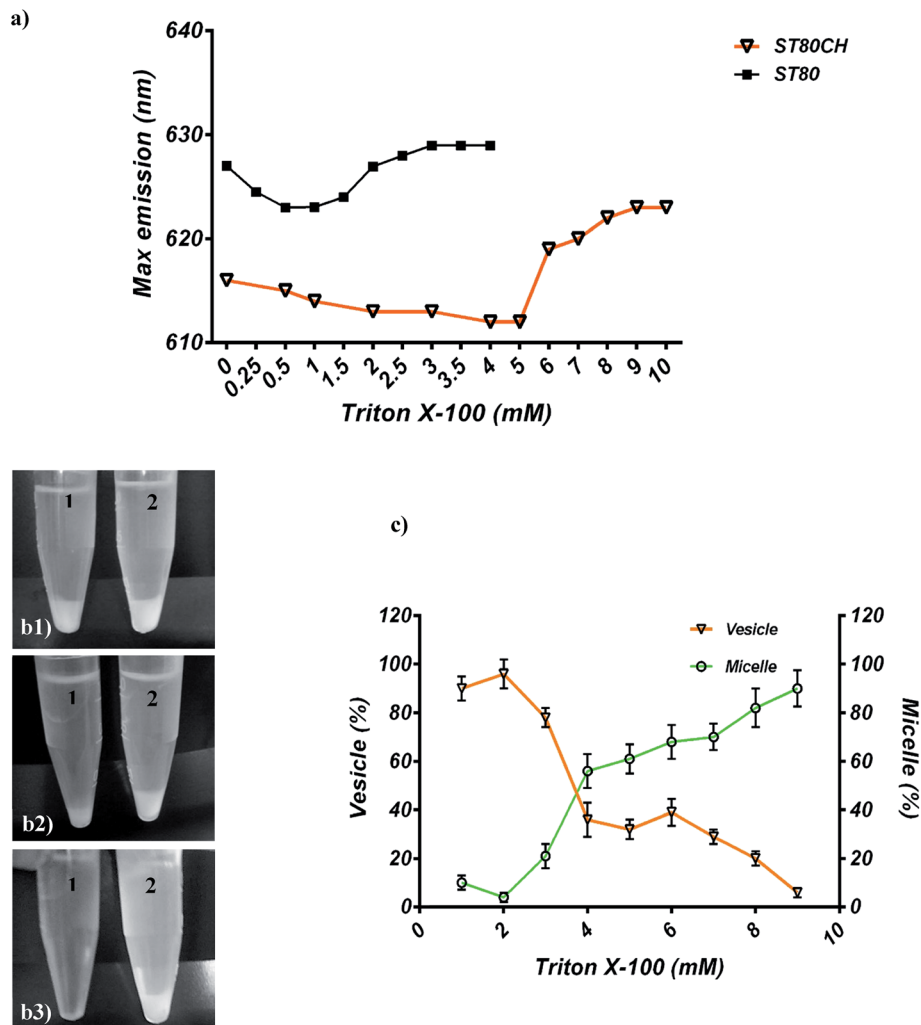 a)
640
630
620
610
Max emission (nm)
0 0.25 0.5 1 1.5 2 2.5 3 3.5 4 5 6 7 8 9 10
Triton X-100 (mM)
ST80CH
ST80
1 2
b1)
1 2
b2)
1 2
b3)
c)
120
100
80
60
40
20
0
Vesicle (%)
Vesicle
Micelle
120
100
80
60
40
20
0
Micelle (%)
0 2 4 6 8 10
Triton X-100 (mM)